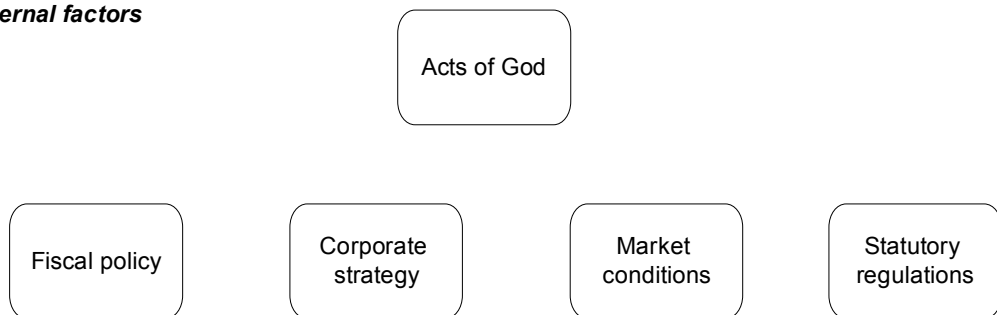 ernal factors
Acts of God
Fiscal policy
Corporate
strategy
Market
conditions
Statutory
regulations